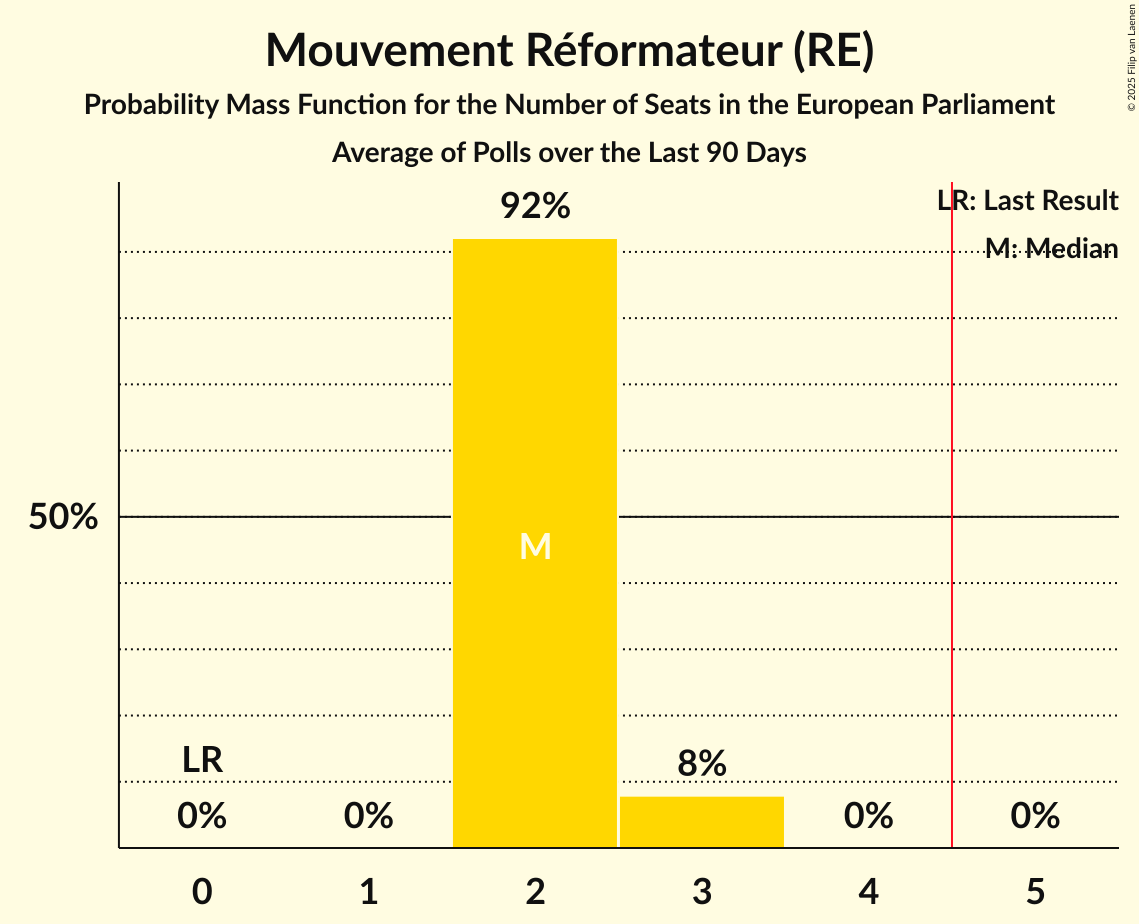 Mouvement Réformateur (RE)
Probability Mass Function for the Number of Seats in the European Parliament
Average of Polls over the Last 90 Days
© 2025 Filip van Laenen
LR: Last Result
M: Median
92%
50%
M
LR
8%
0%
0%
0%
0%
0
1
2
3
4
5